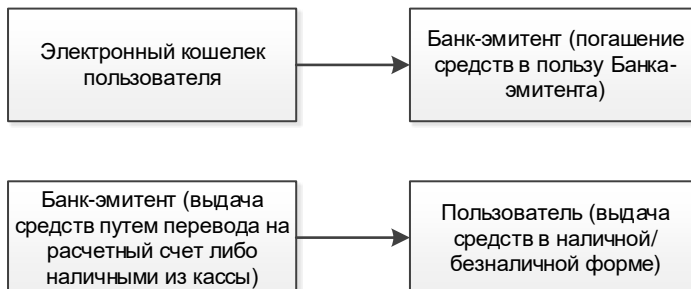 Электронный кошелек
пользователя
Банк-эмитент (погашение
средств в пользу Банка-
эмитента)
Банк-эмитент (выдача
средств путем перевода на
расчетный счет либо
наличными из кассы)
Пользователь (выдача
средств в наличной/
безналичной форме)